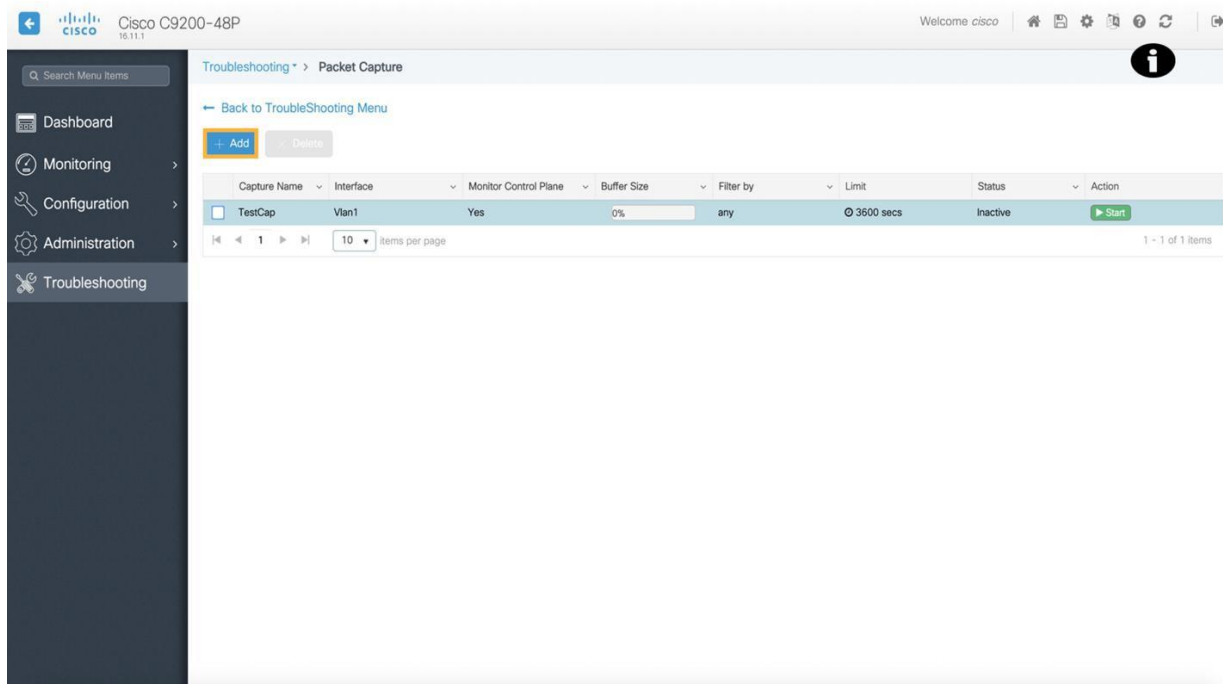 CISCO
Cisco C9200-48P
16.11.1
Welcome cisco
Search Menu Items
Dashboard
Monitoring
Configuration
Administration
Troubleshooting
Troubleshooting > Packet Capture
← Back to TroubleShooting Menu
+ Add
× Delete
Capture Name Interface Monitor Control Plane Buffer Size Filter by Limit Status Action
TestCap Vlan1 Yes 0% any 3600 secs Inactive Start
1 10 items per page 1 - 1 of 1 items